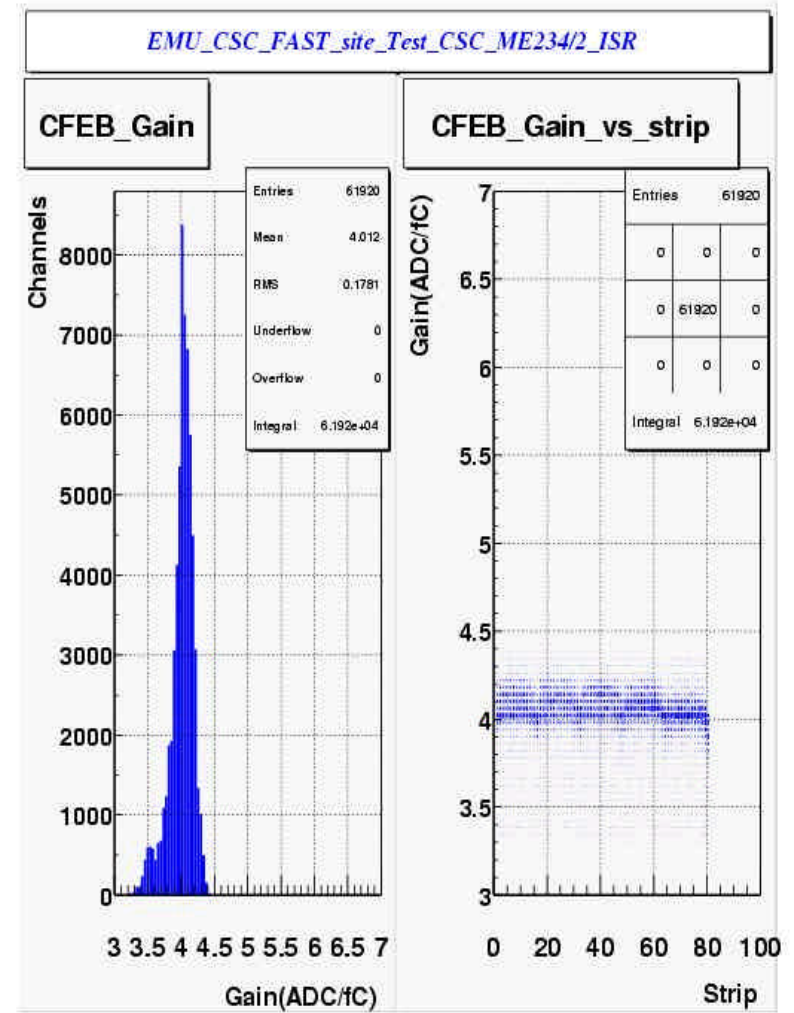 EMU_CSC_FAST_site_Test_CSC_ME234/2_ISR
CFEB_Gain
Channels
Entries 61920
Mean 4.012
RMS 0.1781
Underflow 0
Overflow 0
Integral 6.192e+04
8000
7000
6000
5000
4000
3000
2000
1000
0
3 3.5 4 4.5 5 5.5 6 6.5 7
Gain(ADC/fC)
CFEB_Gain_vs_strip
Gain(ADC/fC)
Entries 61920
0 0 0
0 61920 0
0 0 0
Integral 6.192e+04
7
6.5
6
5.5
5
4.5
4
3.5
3
0 20 40 60 80 100
Strip